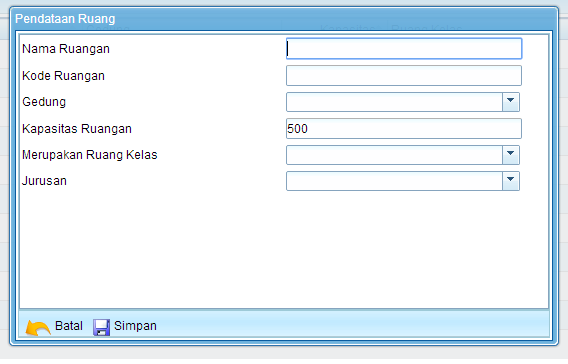 Pendataan Ruang
Nama Ruangan
Kode Ruangan
Gedung
Kapasitas Ruangan 500
Merupakan Ruang Kelas
Jurusan
Batal Simpan